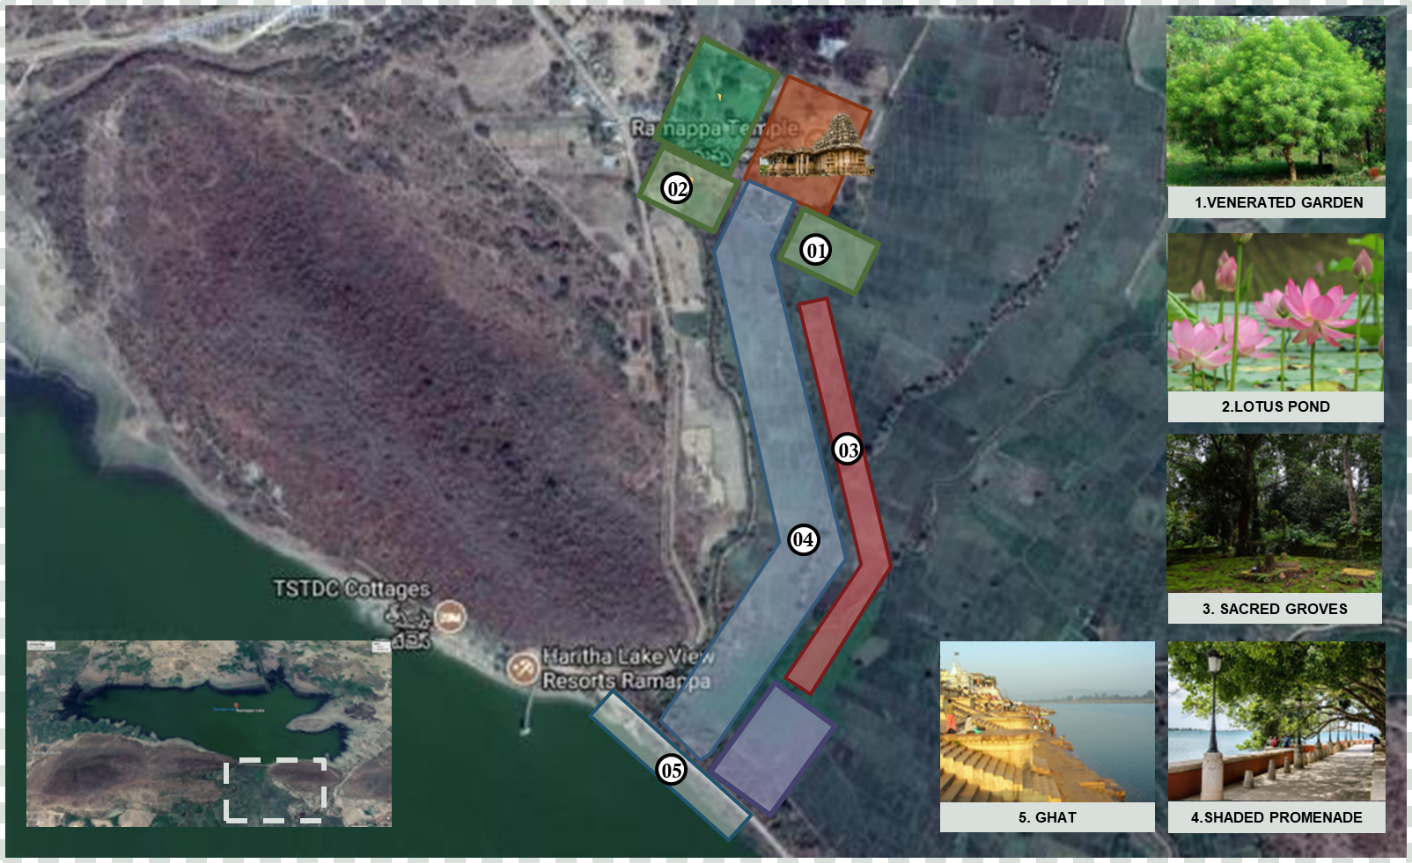 Ramappa Temple
02
01
03
04
TSTDC Cottages
Haritha Lake View
Resorts Ramappa
05
1.VENERATED GARDEN
2.LOTUS POND
3. SACRED GROVES
5. GHAT
4.SHADED PROMENADE